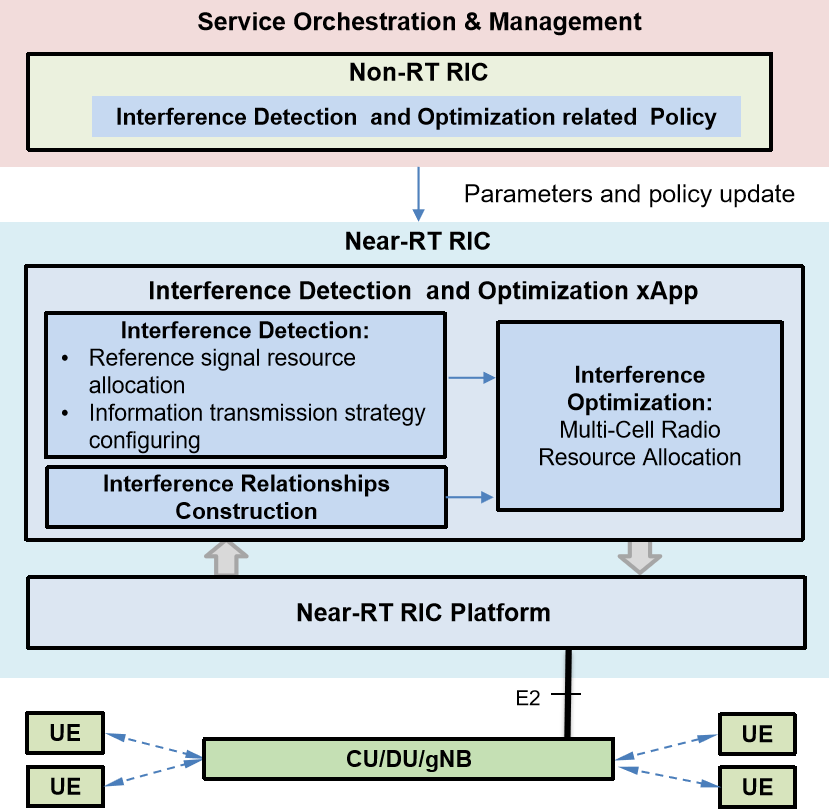 Service Orchestration & Management
Non-RT RIC
Interference Detection and Optimization related Policy
Parameters and policy update
Near-RT RIC
Interference Detection and Optimization xApp
Interference Detection:
• Reference signal resource
allocation
• Information transmission strategy
configuring
Interference Relationships
Construction
Interference
Optimization:
Multi-Cell Radio
Resource Allocation
Near-RT RIC Platform
E2
UE
UE
CU/DU/gNB
UE
UE